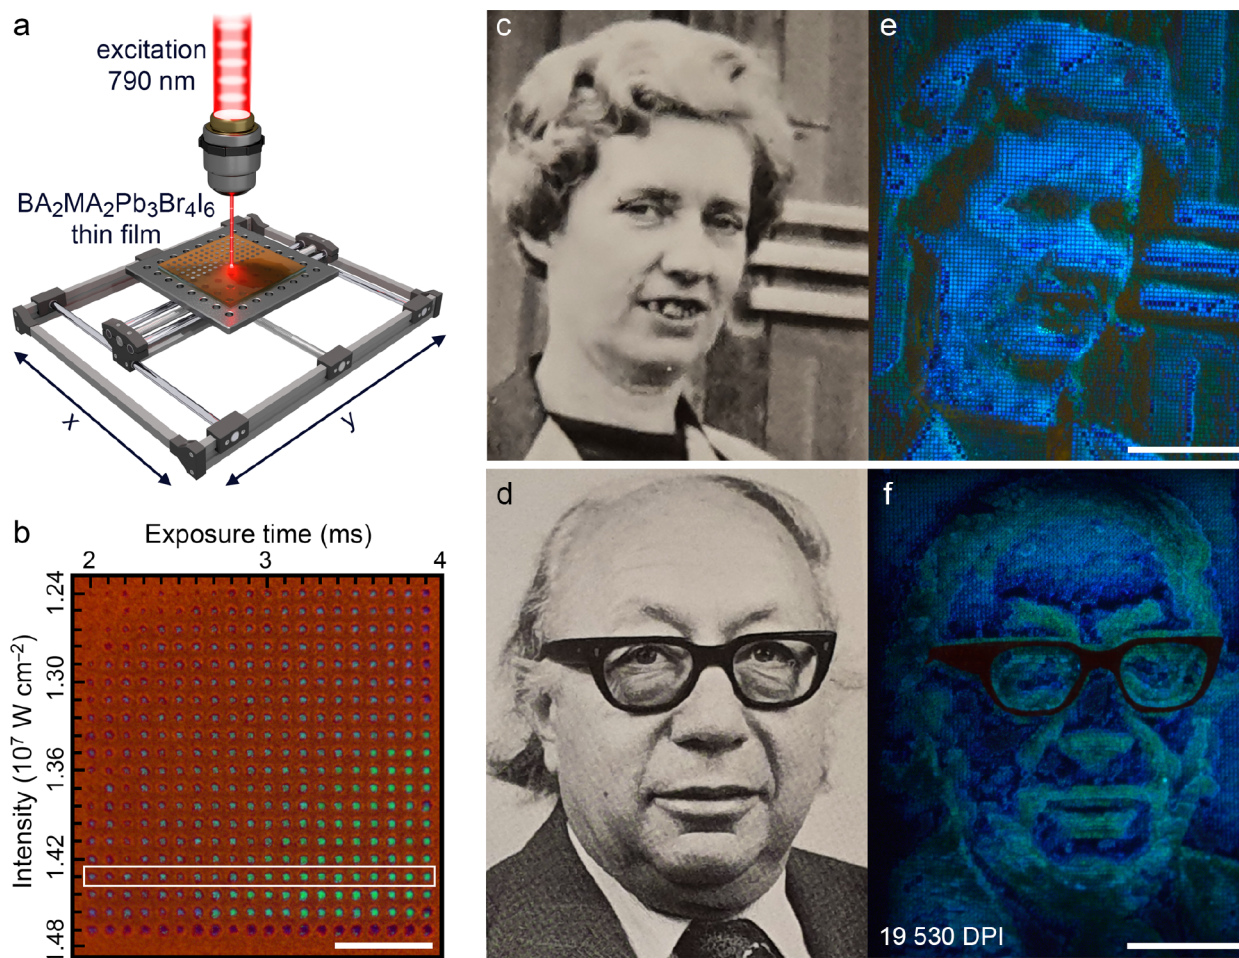 a
excitation
790 nm
BA₂MA₂Pb₃Br₄I₆
thin film
x
y
b
Exposure time (ms)
2 3 4
Intensity (10⁷ W cm⁻²)
1.24
1.30
1.36
1.42
1.48
c
d
e
f
19 530 DPI